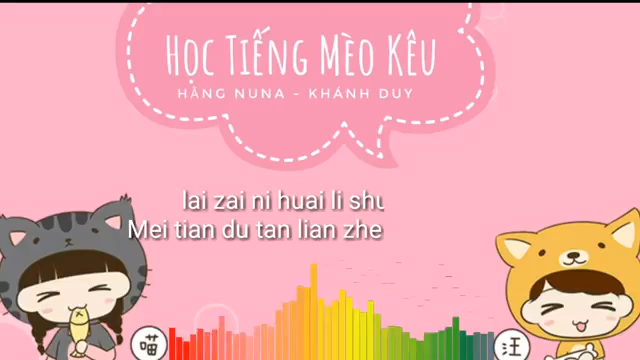 Học Tiếng Mèo Kêu
HẰNG NUNA - KHÁNH DUY
lai zai ni huai li
Mei tian du tan lian zhe
喵
汪